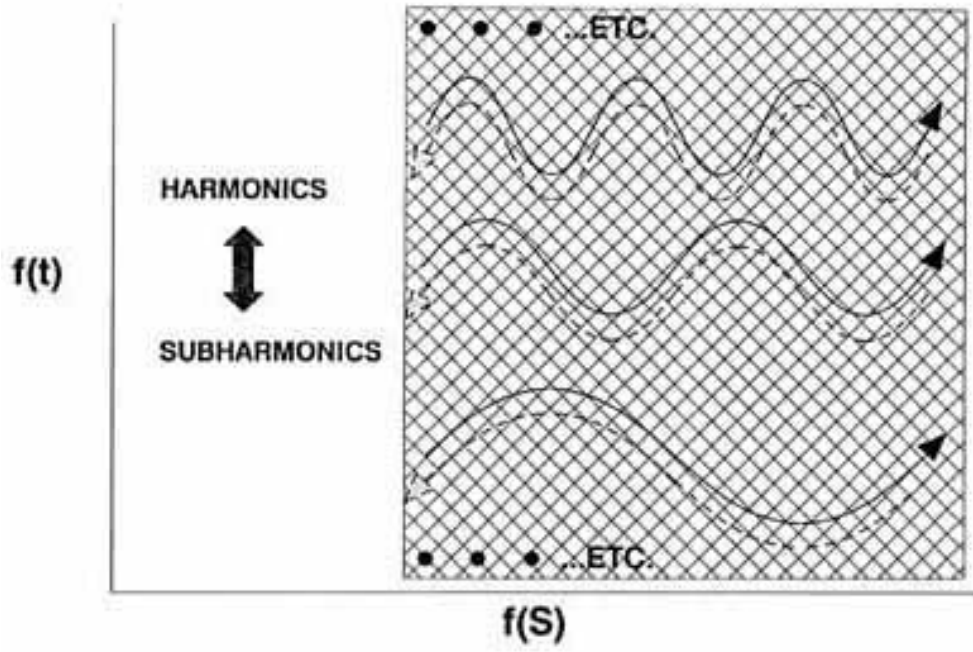 ...ETC.
HARMONICS
f(t)
SUBHARMONICS
...ETC.
f(S)